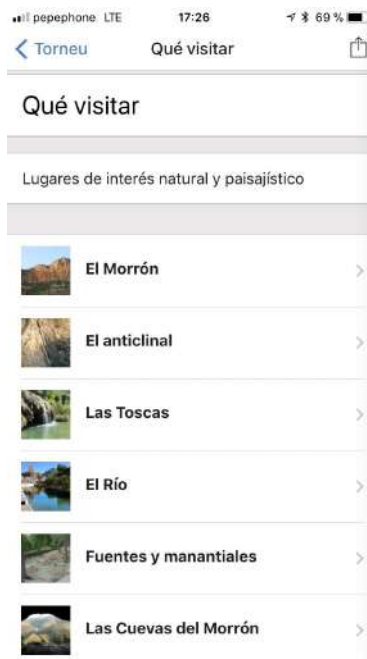 pepephone LTE 17:26 69 %
Torneu Qué visitar
Qué visitar
Lugares de interés natural y paisajístico
El Morrón
El anticlinal
Las Toscas
El Río
Fuentes y manantiales
Las Cuevas del Morrón